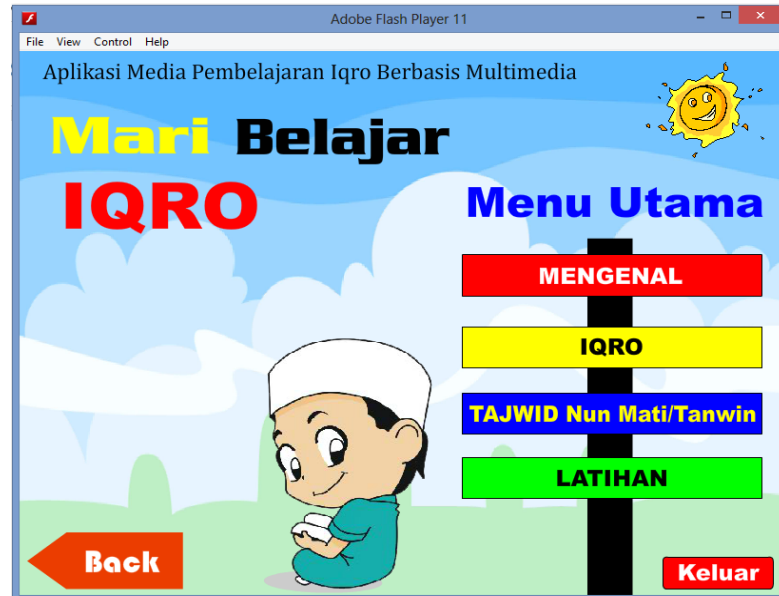 Adobe Flash Player 11
File View Control Help
Aplikasi Media Pembelajaran Iqro Berbasis Multimedia
Mari Belajar
IQRO
Menu Utama
MENGENAL
IQRO
TAJWID Nun Mati/Tanwin
LATIHAN
Back
Keluar